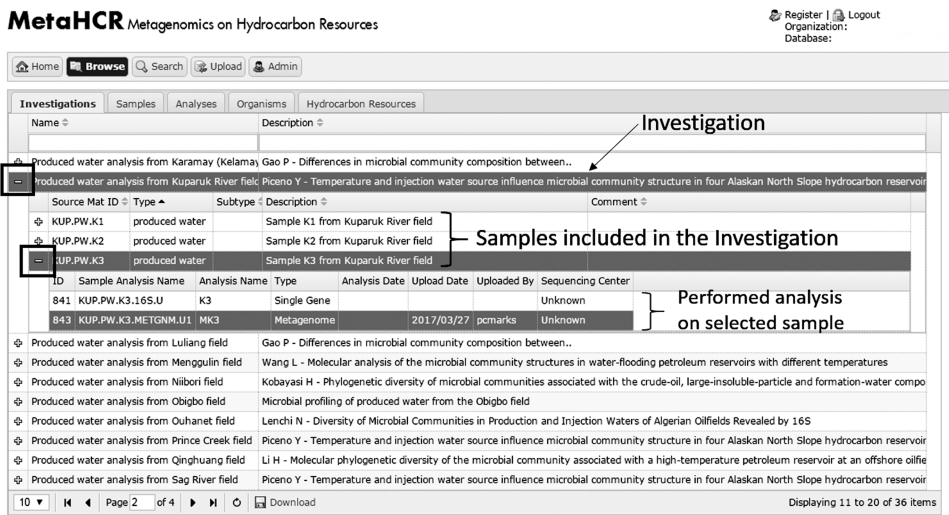 MetaHCR Metagenomics on Hydrocarbon Resources
Register | Logout
Organization:
Database:
Home Browse Search Upload Admin
Investigations Samples Analyses Organisms Hydrocarbon Resources
Name Description
Investigation
Produced water analysis from Karamay (Kelamay Gao P - Differences in microbial community composition between..
Produced water analysis from Kuparuk River field Piceno Y - Temperature and injection water source influence microbial community structure in four Alaskan North Slope hydrocarbon reservoir
Source Mat ID Type Subtype Description Comment
KUP.PW.K1 produced water Sample K1 from Kuparuk River field
KUP.PW.K2 produced water Sample K2 from Kuparuk River field
Samples included in the Investigation
KUP.PW.K3 produced water Sample K3 from Kuparuk River field
ID Sample Analysis Name Analysis Name Type Analysis Date Upload Date Uploaded By Sequencing Center
841 KUP.PW.K3.16S.U K3 Single Gene Unknown
843 KUP.PW.K3.METGNM.U1 MK3 Metagenome 2017/03/27 pcmarks Unknown
Performed analysis
on selected sample
Produced water analysis from Luliang field Gao P - Differences in microbial community composition between..
Produced water analysis from Menggulin field Wang L - Molecular analysis of the microbial community structures in water-flooding petroleum reservoirs with different temperatures
Produced water analysis from Niibori field Kobayasi H - Phylogenetic diversity of microbial communities associated with the crude-oil, large-insoluble-particle and formation-water compo
Produced water analysis from Obigbo field Microbial profiling of produced water from the Obigbo field
Produced water analysis from Ouhanet field Lenchi N - Diversity of Microbial Communities in Production and Injection Waters of Algerian Oilfields Revealed by 16S
Produced water analysis from Prince Creek field Piceno Y - Temperature and injection water source influence microbial community structure in four Alaskan North Slope hydrocarbon reservoir
Produced water analysis from Qinghuang field Li H - Molecular phylogenetic diversity of the microbial community associated with a high-temperature petroleum reservoir at an offshore oilfie
Produced water analysis from Sag River field Piceno Y - Temperature and injection water source influence microbial community structure in four Alaskan North Slope hydrocarbon reservoir
10 Page 2 of 4 Download Displaying 11 to 20 of 36 items